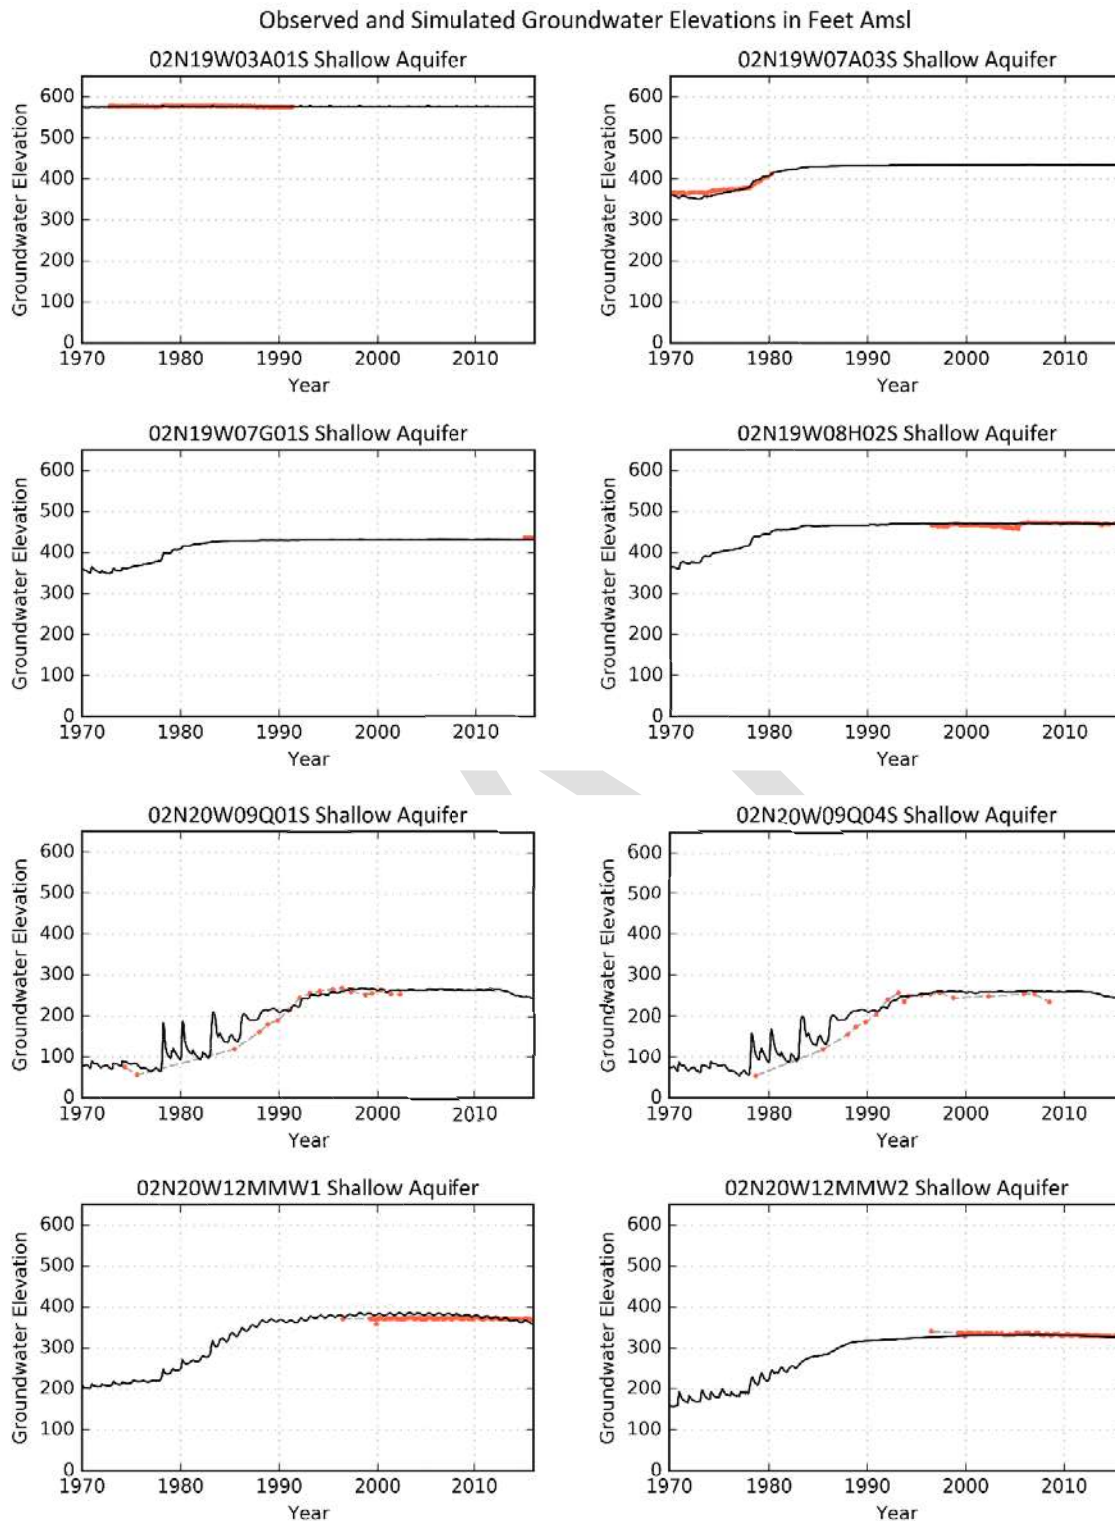 Observed and Simulated Groundwater Elevations in Feet Amsl
02N19W03A01S Shallow Aquifer
Groundwater Elevation
600
500
400
300
200
100
0
1970 1980 1990 2000 2010
Year
02N19W07A03S Shallow Aquifer
Groundwater Elevation
600
500
400
300
200
100
0
1970 1980 1990 2000 2010
Year
02N19W07G01S Shallow Aquifer
Groundwater Elevation
600
500
400
300
200
100
0
1970 1980 1990 2000 2010
Year
02N19W08H02S Shallow Aquifer
Groundwater Elevation
600
500
400
300
200
100
0
1970 1980 1990 2000 2010
Year
02N20W09Q01S Shallow Aquifer
Groundwater Elevation
600
500
400
300
200
100
0
1970 1980 1990 2000
Year
02N20W09Q04S Shallow Aquifer
Groundwater Elevation
600
500
400
300
200
100
0
1970 1980 1990 2000 2010
Year
02N20W12MMW1 Shallow Aquifer
Groundwater Elevation
600
500
400
300
200
100
0
1970 1980 1990 2000 2010
Year
02N20W12MMW2 Shallow Aquifer
Groundwater Elevation
600
500
400
300
200
100
0
1970 1980 1990 2000 2010
Year